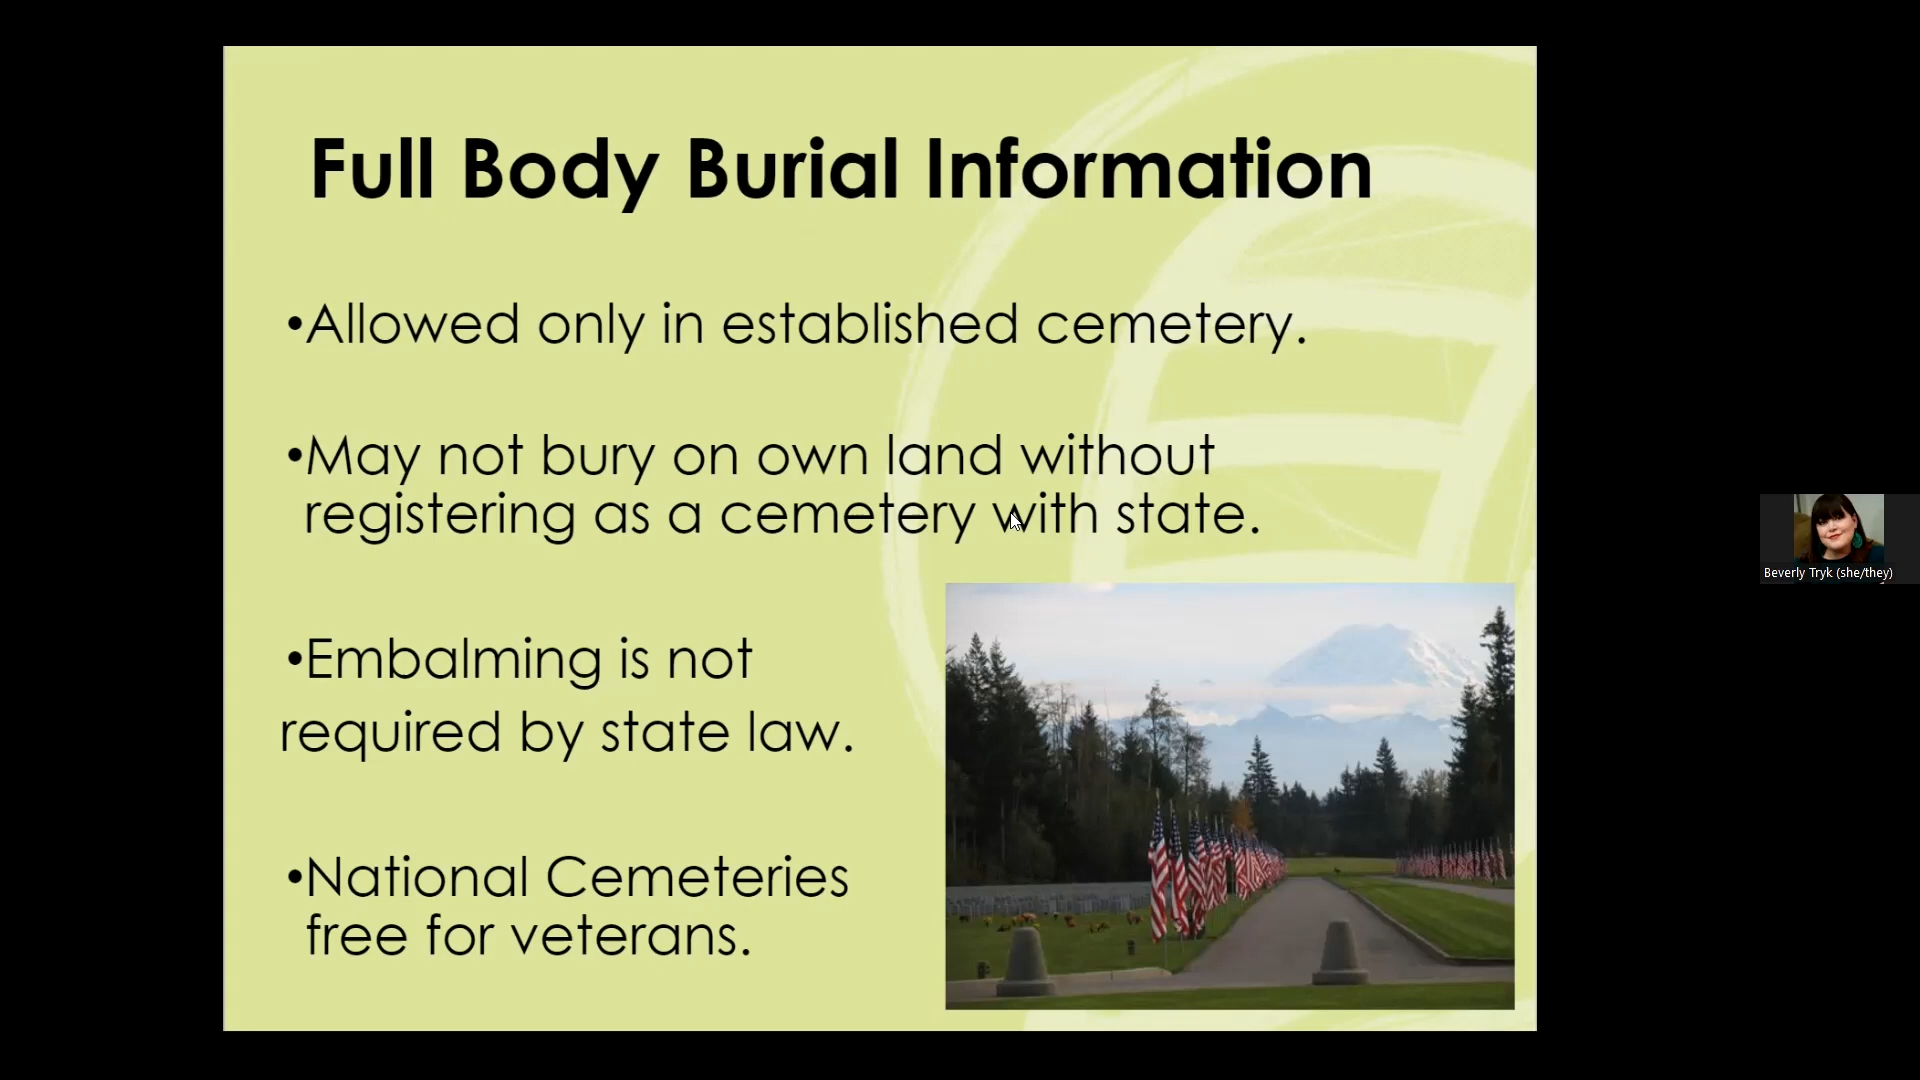 Full Body Burial Information
•Allowed only in established cemetery.
•May not bury on own land without
registering as a cemetery with state.
•Embalming is not
required by state law.
•National Cemeteries
free for veterans.
Beverly Tryk (she/they)